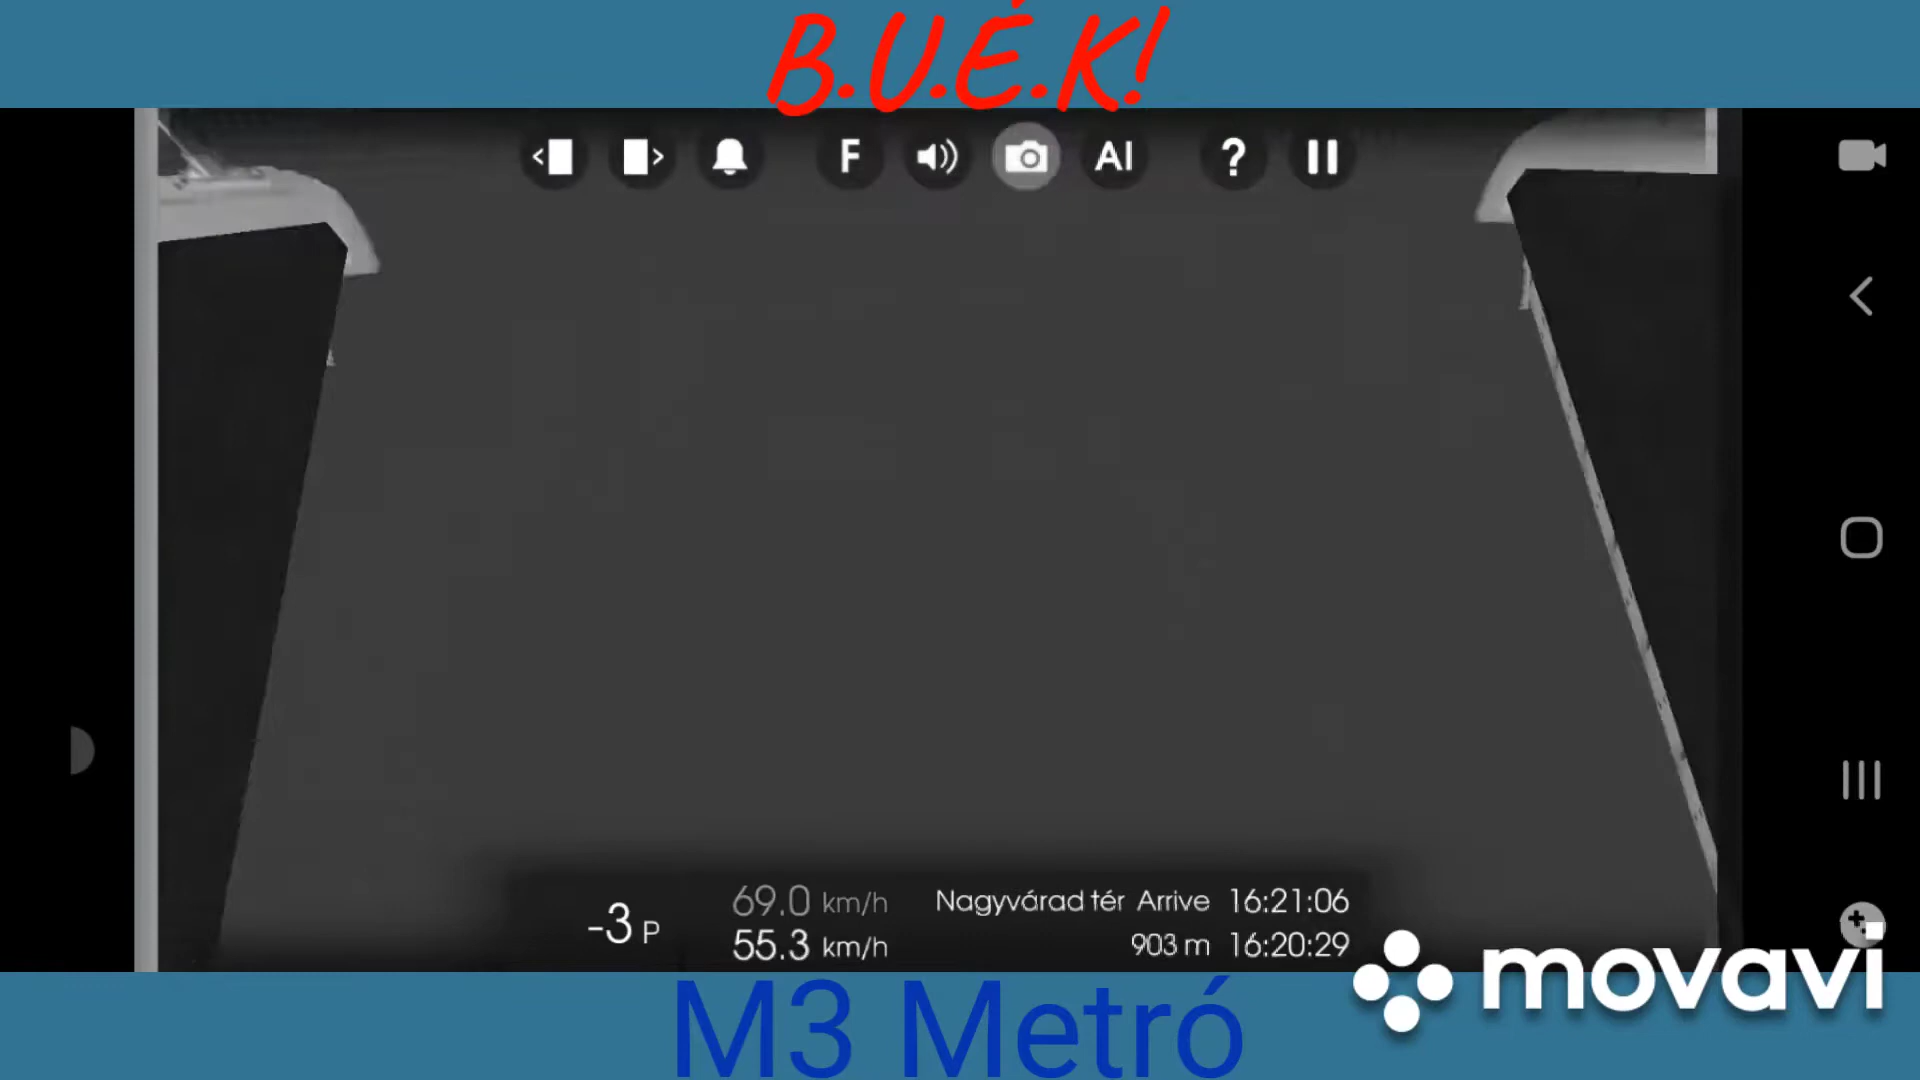 B.U.É.K!
F
AI
?
-3 P
69.0 km/h
55.3 km/h
Nagyvárad tér Arrive 16:21:06
903 m 16:20:29
movavi
M3 Metró